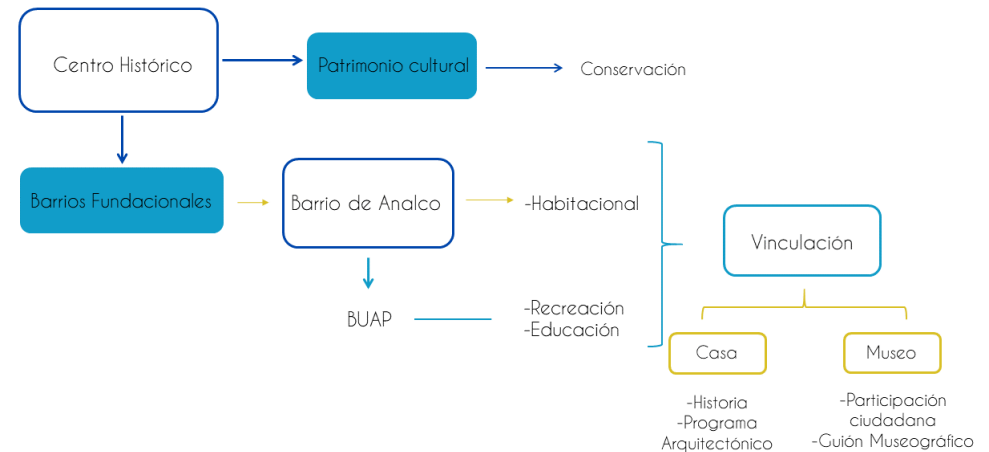 Centro Histórico
Patrimonio cultural
Conservación
Barrios Fundacionales
Barrio de Analco
-Habitacional
BUAP
-Recreación
-Educación
Vinculación
Casa
-Historia
-Programa
Arquitectónico
Museo
-Participación
ciudadana
-Guión Museográfico